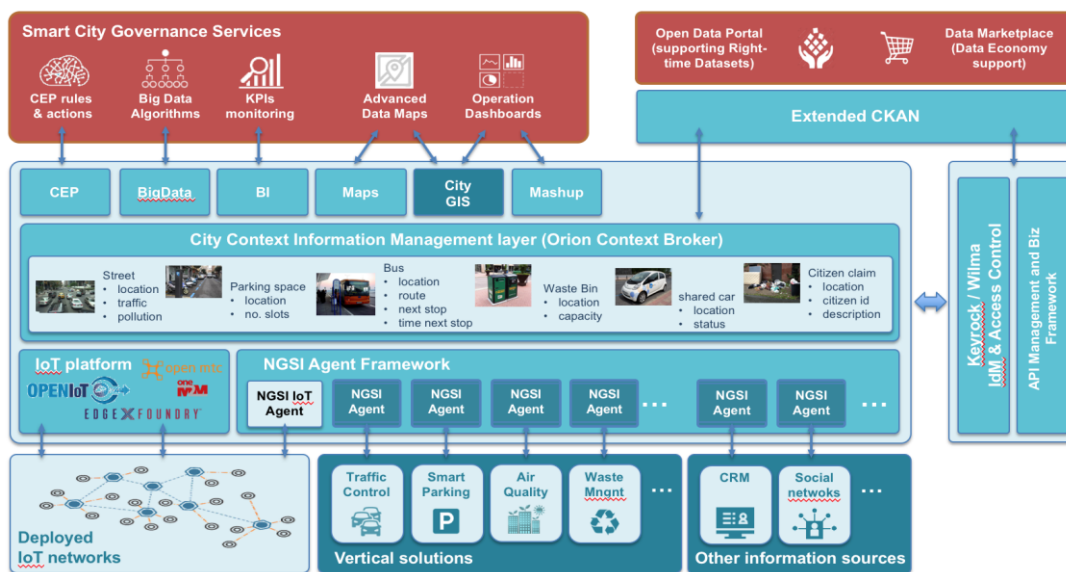 Smart City Governance Services
CEP rules
& actions
Big Data
Algorithms
KPIs
monitoring
Advanced
Data Maps
Operation
Dashboards
Open Data Portal
(supporting Right-
time Datasets)
Data Marketplace
(Data Economy
support)
Extended CKAN
CEP
BigData
BI
Maps
City
GIS
Mashup
City Context Information Management layer (Orion Context Broker)
Street
• location
• traffic
• pollution
Parking space
• location
• no. slots
Bus
• location
• route
• next stop
• time next stop
Waste Bin
• location
• capacity
shared car
• location
• status
Citizen claim
• location
• citizen id
• description
Keyrock / Wilma
IdM & Access Control
API Management and Biz
Framework
IoT platform
open mtc
OPENIoT
one
M2M
EDGE X FOUNDRY™
NGSI Agent Framework
NGSI IoT
Agent
NGSI
Agent
NGSI
Agent
NGSI
Agent
NGSI
Agent
...
NGSI
Agent
NGSI
Agent
...
Deployed
IoT networks
Traffic
Control
Smart
Parking
P
Air
Quality
Waste
Mngnt
...
Vertical solutions
CRM
Social
netwoks
...
Other information sources